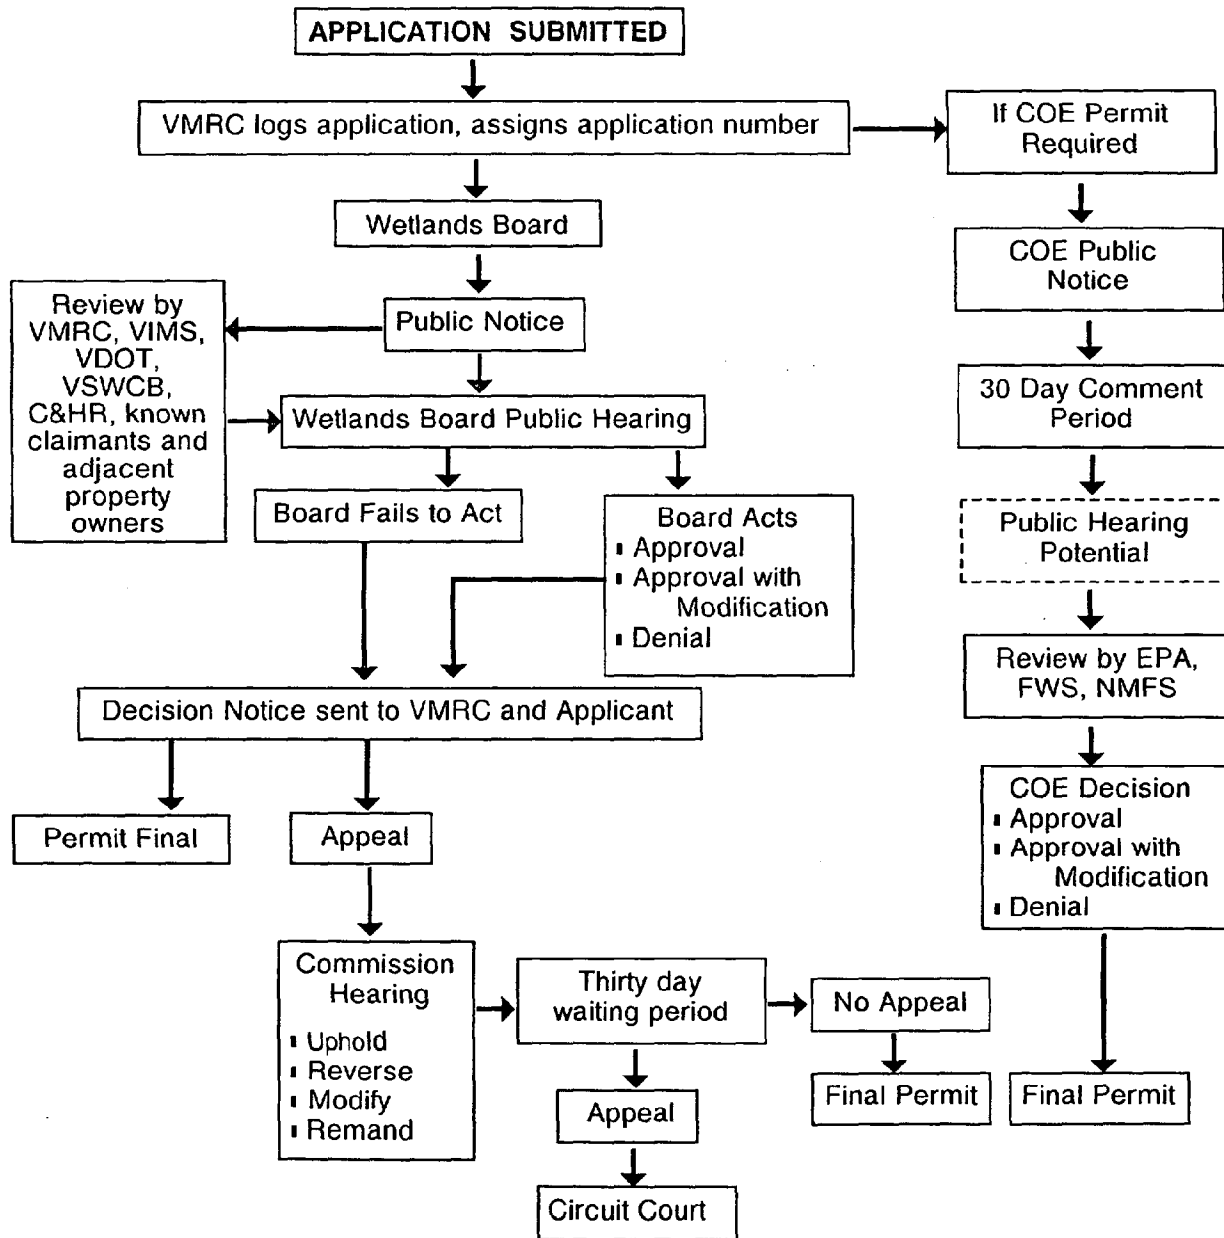 APPLICATION SUBMITTED
VMRC logs application, assigns application number
If COE Permit
Required
Wetlands Board
COE Public
Notice
Review by
VMRC, VIMS,
VDOT,
VSWCB,
C&HR, known
claimants and
adjacent
property
owners
Public Notice
30 Day Comment
Period
Wetlands Board Public Hearing
Board Fails to Act
Board Acts
▮ Approval
▮ Approval with
Modification
▮ Denial
Public Hearing
Potential
Review by EPA,
FWS, NMFS
Decision Notice sent to VMRC and Applicant
COE Decision
▮ Approval
▮ Approval with
Modification
▮ Denial
Permit Final
Appeal
Commission
Hearing
▮ Uphold
▮ Reverse
▮ Modify
▮ Remand
Thirty day
waiting period
No Appeal
Final Permit
Final Permit
Appeal
Circuit Court